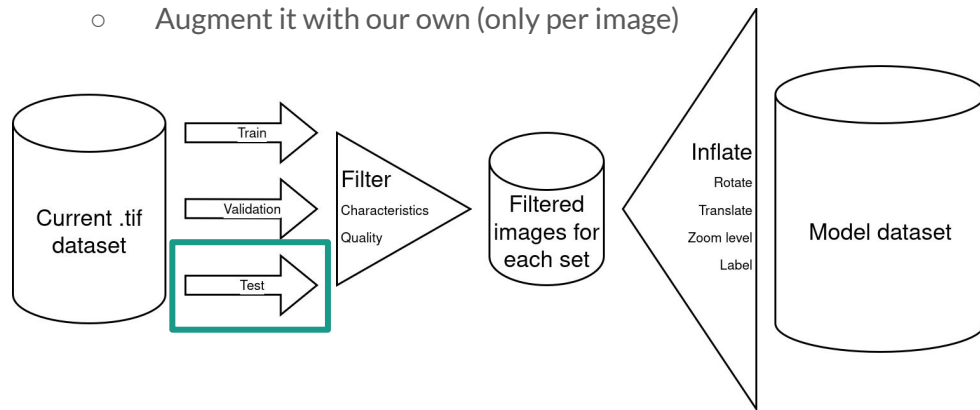 ○ Augment it with our own (only per image)
Current .tif
dataset
Train
Validation
Test
Filter
Characteristics
Quality
Filtered
images for
each set
Inflate
Rotate
Translate
Zoom level
Label
Model dataset